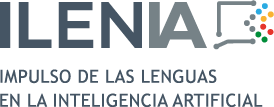 ILENIA
IMPULSO DE LAS LENGUAS
EN LA INTELIGENCIA ARTIFICIAL